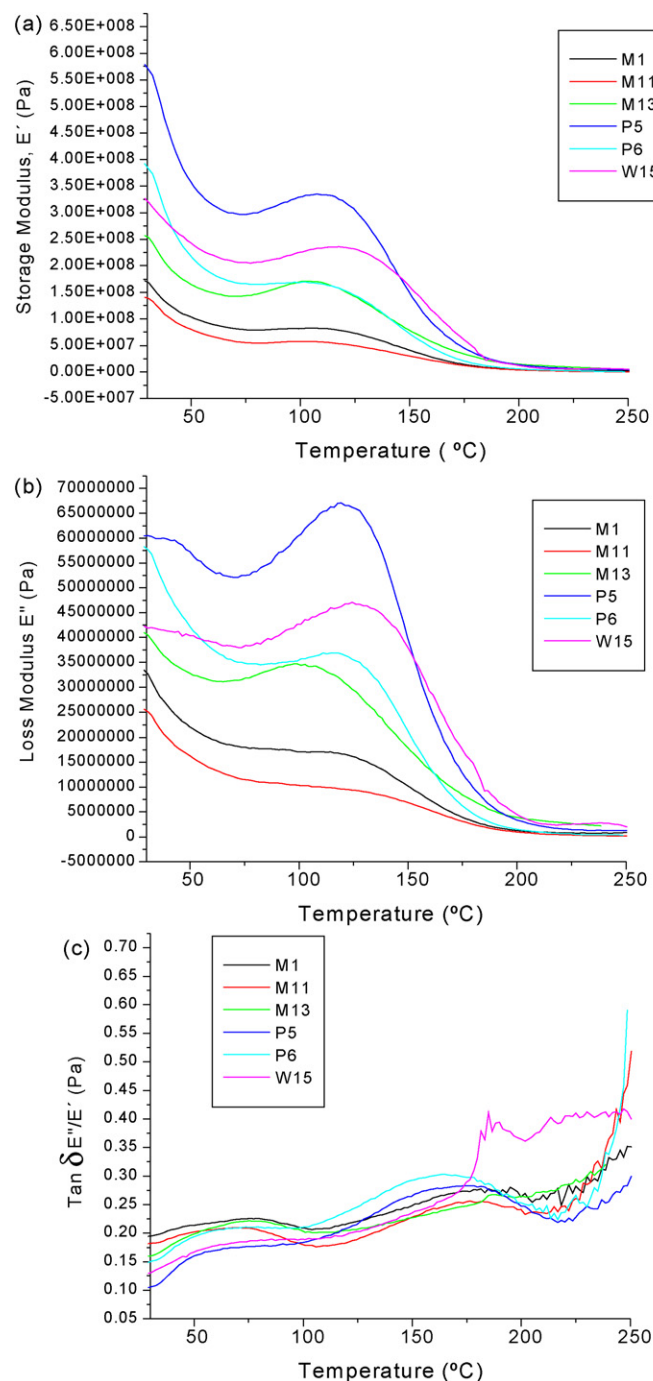 (a)
6.50E+008
6.00E+008
5.50E+008
5.00E+008
4.50E+008
4.00E+008
3.50E+008
3.00E+008
2.50E+008
2.00E+008
1.50E+008
1.00E+008
5.00E+007
0.00E+000
-5.00E+007
Storage Modulus, E´ (Pa)
M1
M11
M13
P5
P6
W15
50 100 150 200 250
Temperature ( ºC)
(b)
70000000
65000000
60000000
55000000
50000000
45000000
40000000
35000000
30000000
25000000
20000000
15000000
10000000
5000000
0
-5000000
Loss Modulus E" (Pa)
M1
M11
M13
P5
P6
W15
50 100 150 200 250
Temperature (ºC)
(c)
0.70
0.65
0.60
0.55
0.50
0.45
0.40
0.35
0.30
0.25
0.20
0.15
0.10
0.05
Tan δ E"/E´ (Pa)
M1
M11
M13
P5
P6
W15
50 100 150 200 250
Temperature (ºC)